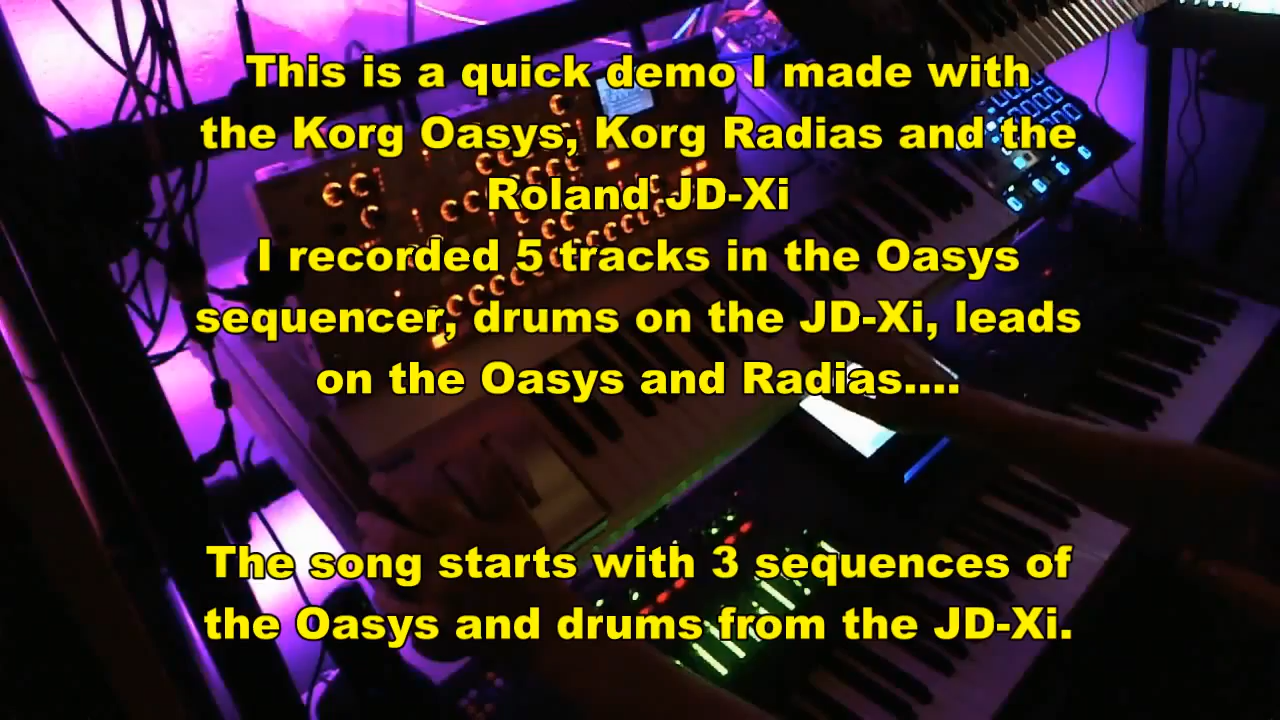 This is a quick demo I made with
the Korg Oasys, Korg Radias and the
Roland JD-Xi
I recorded 5 tracks in the Oasys
sequencer, drums on the JD-Xi, leads
on the Oasys and Radias....
The song starts with 3 sequences of
the Oasys and drums from the JD-Xi.